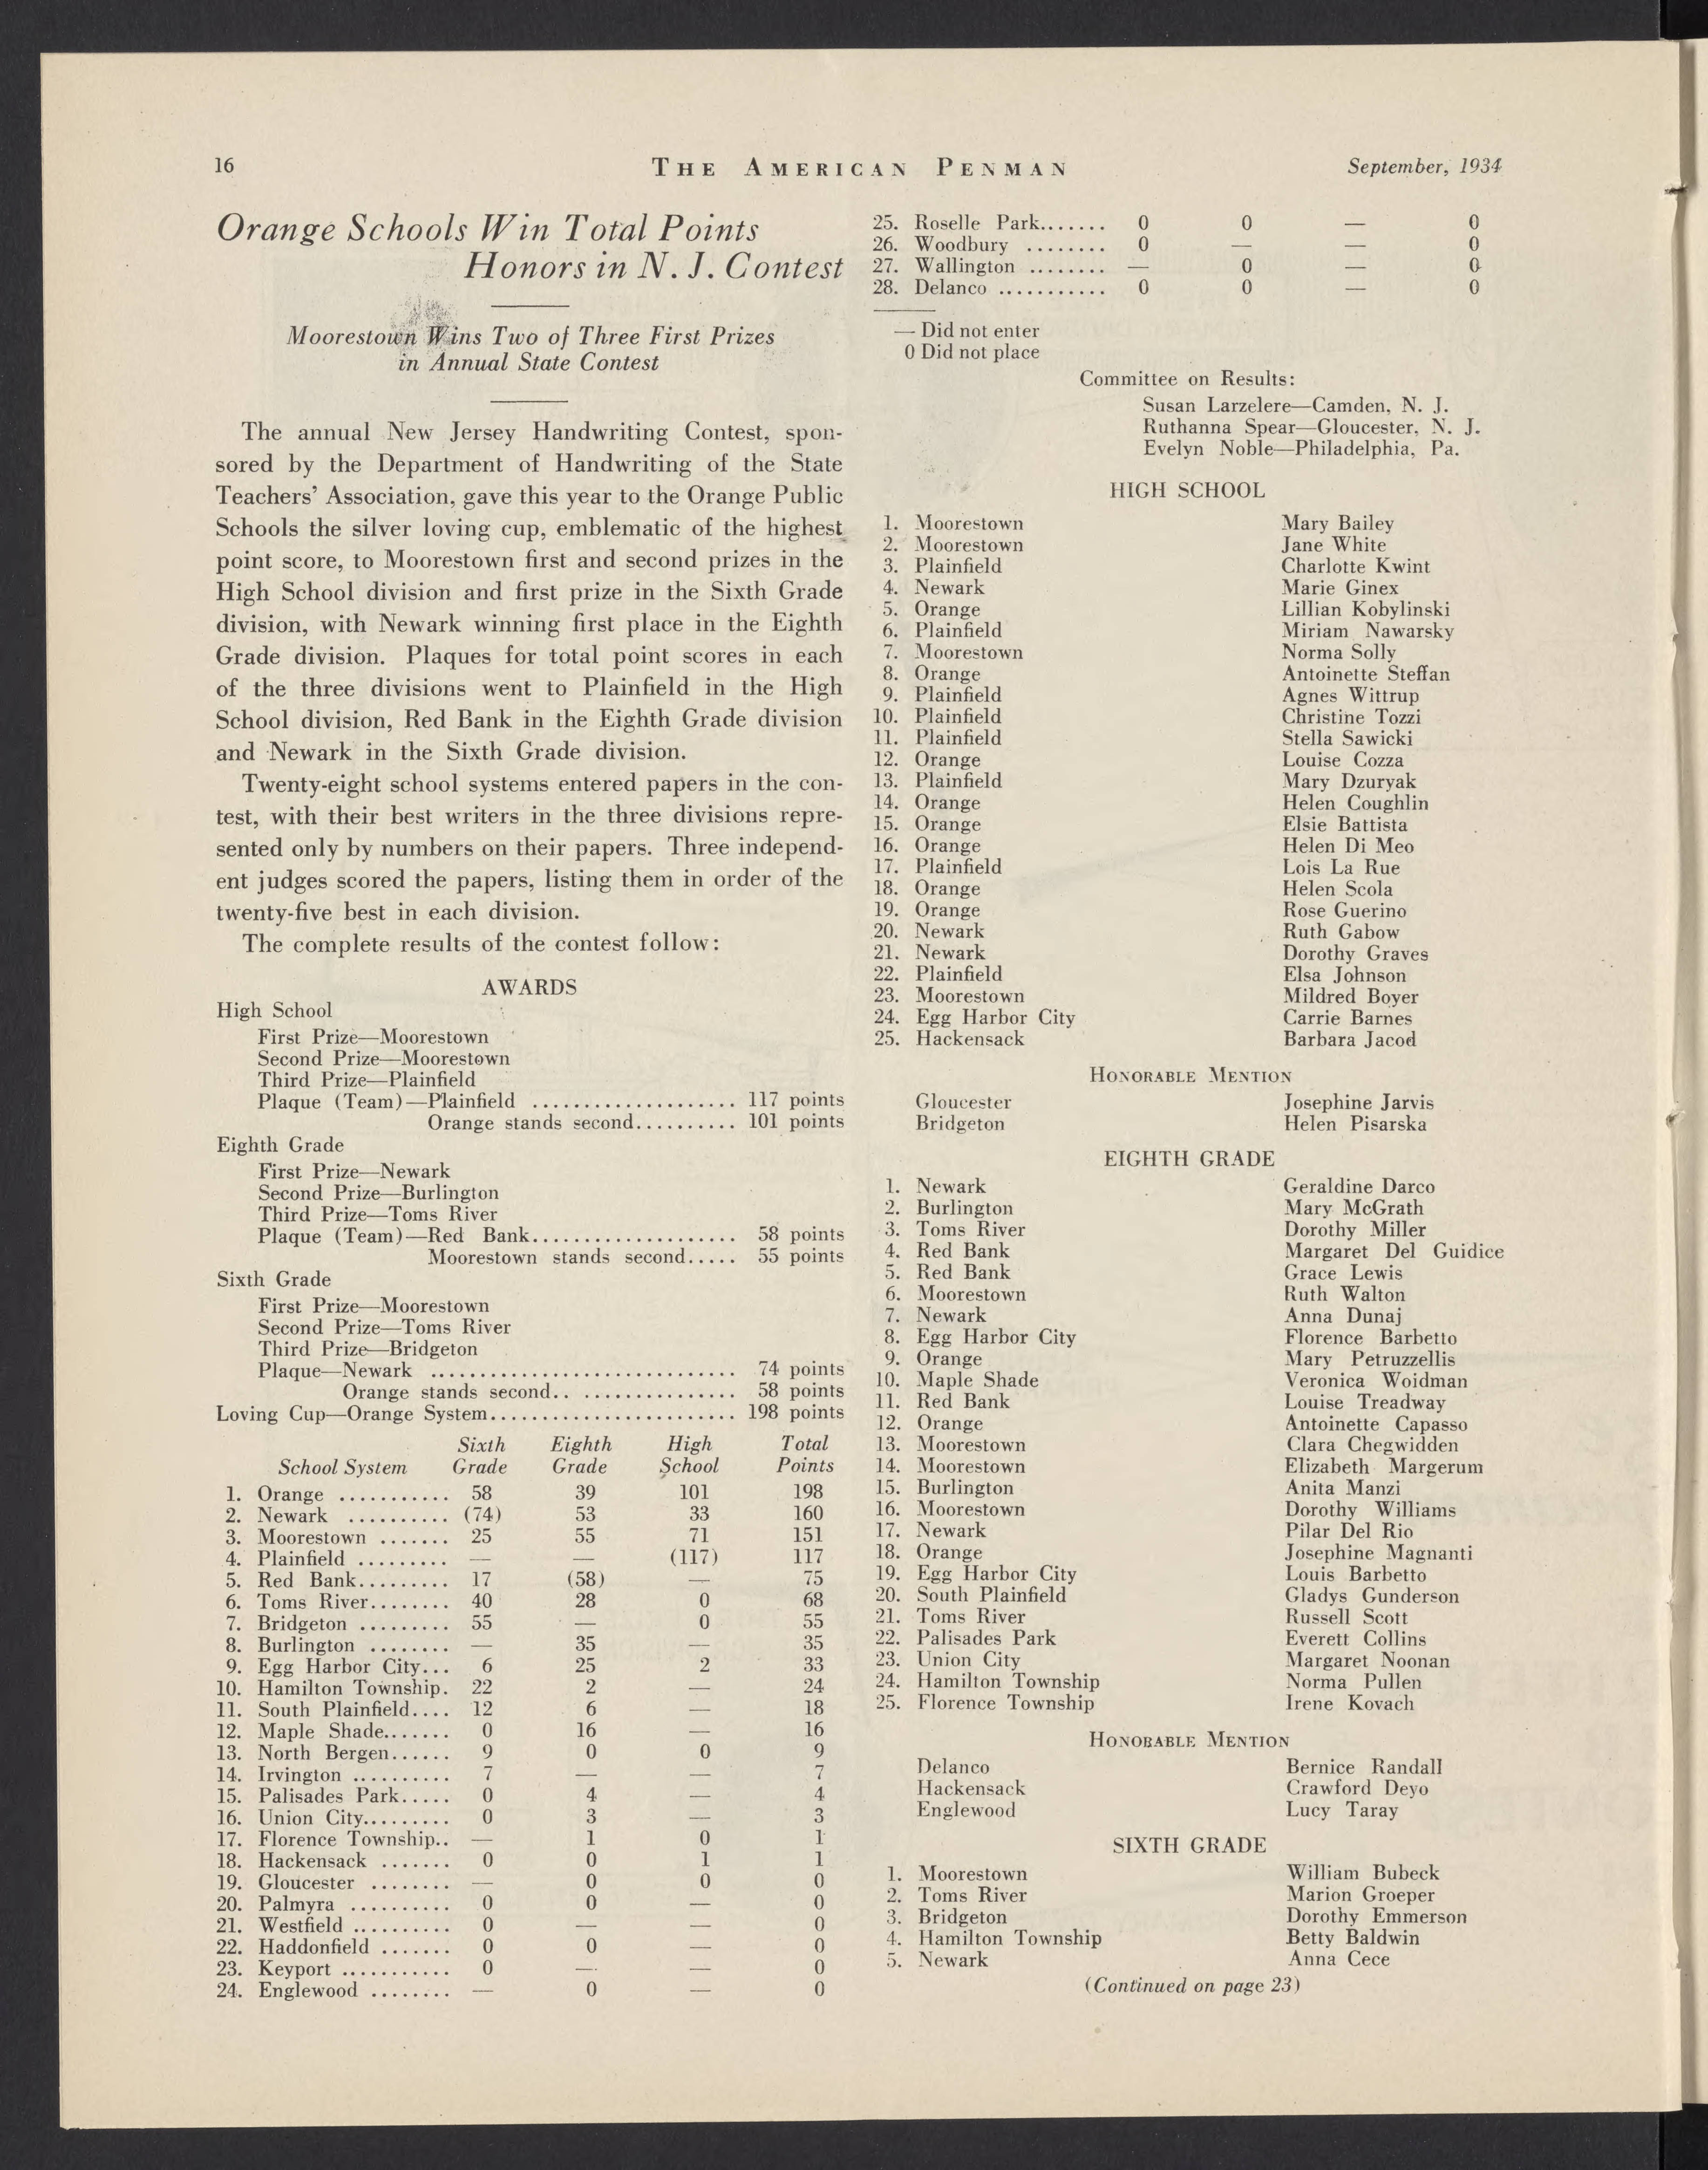 16
THE AMERICAN PENMAN
September, 1934
Orange Schools Win Total Points
Honors in N. J. Contest
Moorestown Wins Two of Three First Prizes
in Annual State Contest
The annual New Jersey Handwriting Contest, spon-
sored by the Department of Handwriting of the State
Teachers' Association, gave this year to the Orange Public
Schools the silver loving cup, emblematic of the highest
point score, to Moorestown first and second prizes in the
High School division and first prize in the Sixth Grade
division, with Newark winning first place in the Eighth
Grade division. Plaques for total point scores in each
of the three divisions went to Plainfield in the High
School division, Red Bank in the Eighth Grade division
and Newark in the Sixth Grade division.
Twenty-eight school systems entered papers in the con-
test, with their best writers in the three divisions repre-
sented only by numbers on their papers. Three independ-
ent judges scored the papers, listing them in order of the
twenty-five best in each division.
The complete results of the contest follow:
AWARDS
High School
First Prize—Moorestown
Second Prize—Moorestown
Third Prize—Plainfield
Plaque (Team)—Plainfield .................... 117 points
Orange stands second.......... 101 points
Eighth Grade
First Prize—Newark
Second Prize—Burlington
Third Prize—Toms River
Plaque (Team)—Red Bank.................... 58 points
Moorestown stands second..... 55 points
Sixth Grade
First Prize—Moorestown
Second Prize—Toms River
Third Prize—Bridgeton
Plaque—Newark .............................. 74 points
Orange stands second.. ............... 58 points
Loving Cup—Orange System........................ 198 points
Sixth Eighth High Total
School System Grade Grade School Points
1. Orange ........... 58 39 101 198
2. Newark .......... (74) 53 33 160
3. Moorestown ....... 25 55 71 151
4. Plainfield ......... — — (117) 117
5. Red Bank......... 17 (58) — 75
6. Toms River........ 40 28 0 68
7. Bridgeton ......... 55 — 0 55
8. Burlington ........ — 35 — 35
9. Egg Harbor City... 6 25 2 33
10. Hamilton Township. 22 2 — 24
11. South Plainfield.... 12 6 — 18
12. Maple Shade....... 0 16 — 16
13. North Bergen...... 9 0 0 9
14. Irvington .......... 7 — — 7
15. Palisades Park..... 0 4 — 4
16. Union City......... 0 3 — 3
17. Florence Township.. — 1 0 1
18. Hackensack ....... 0 0 1 1
19. Gloucester ........ — 0 0 0
20. Palmyra .......... 0 0 — 0
21. Westfield .......... 0 — — 0
22. Haddonfield ....... 0 0 — 0
23. Keyport ........... 0 — — 0
24. Englewood ........ — 0 — 0
25. Roselle Park....... 0 0 — 0
26. Woodbury ........ 0 — — 0
27. Wallington ........ — 0 — 0
28. Delanco ........... 0 0 — 0
— Did not enter
0 Did not place
Committee on Results:
Susan Larzelere—Camden, N. J.
Ruthanna Spear—Gloucester, N. J.
Evelyn Noble—Philadelphia, Pa.
HIGH SCHOOL
1. Moorestown Mary Bailey
2. Moorestown Jane White
3. Plainfield Charlotte Kwint
4. Newark Marie Ginex
5. Orange Lillian Kobylinski
6. Plainfield Miriam Nawarsky
7. Moorestown Norma Solly
8. Orange Antoinette Steffan
9. Plainfield Agnes Wittrup
10. Plainfield Christine Tozzi
11. Plainfield Stella Sawicki
12. Orange Louise Cozza
13. Plainfield Mary Dzuryak
14. Orange Helen Coughlin
15. Orange Elsie Battista
16. Orange Helen Di Meo
17. Plainfield Lois La Rue
18. Orange Helen Scola
19. Orange Rose Guerino
20. Newark Ruth Gabow
21. Newark Dorothy Graves
22. Plainfield Elsa Johnson
23. Moorestown Mildred Boyer
24. Egg Harbor City Carrie Barnes
25. Hackensack Barbara Jacod
HONORABLE MENTION
Gloucester Josephine Jarvis
Bridgeton Helen Pisarska
EIGHTH GRADE
1. Newark Geraldine Darco
2. Burlington Mary McGrath
3. Toms River Dorothy Miller
4. Red Bank Margaret Del Guidice
5. Red Bank Grace Lewis
6. Moorestown Ruth Walton
7. Newark Anna Dunaj
8. Egg Harbor City Florence Barbetto
9. Orange Mary Petruzzellis
10. Maple Shade Veronica Woidman
11. Red Bank Louise Treadway
12. Orange Antoinette Capasso
13. Moorestown Clara Chegwidden
14. Moorestown Elizabeth Margerum
15. Burlington Anita Manzi
16. Moorestown Dorothy Williams
17. Newark Pilar Del Rio
18. Orange Josephine Magnanti
19. Egg Harbor City Louis Barbetto
20. South Plainfield Gladys Gunderson
21. Toms River Russell Scott
22. Palisades Park Everett Collins
23. Union City Margaret Noonan
24. Hamilton Township Norma Pullen
25. Florence Township Irene Kovach
HONORABLE MENTION
Delanco Bernice Randall
Hackensack Crawford Deyo
Englewood Lucy Taray
SIXTH GRADE
1. Moorestown William Bubeck
2. Toms River Marion Groeper
3. Bridgeton Dorothy Emmerson
4. Hamilton Township Betty Baldwin
5. Newark Anna Cece
(Continued on page 23)